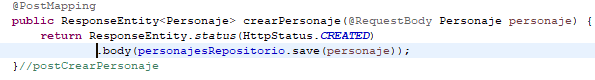 @PostMapping
public ResponseEntity<Personaje> crearPersonaje(@RequestBody Personaje personaje) {
return ResponseEntity.status(HttpStatus.CREATED)
.body(personajesRepositorio.save(personaje));
}//postCrearPersonaje